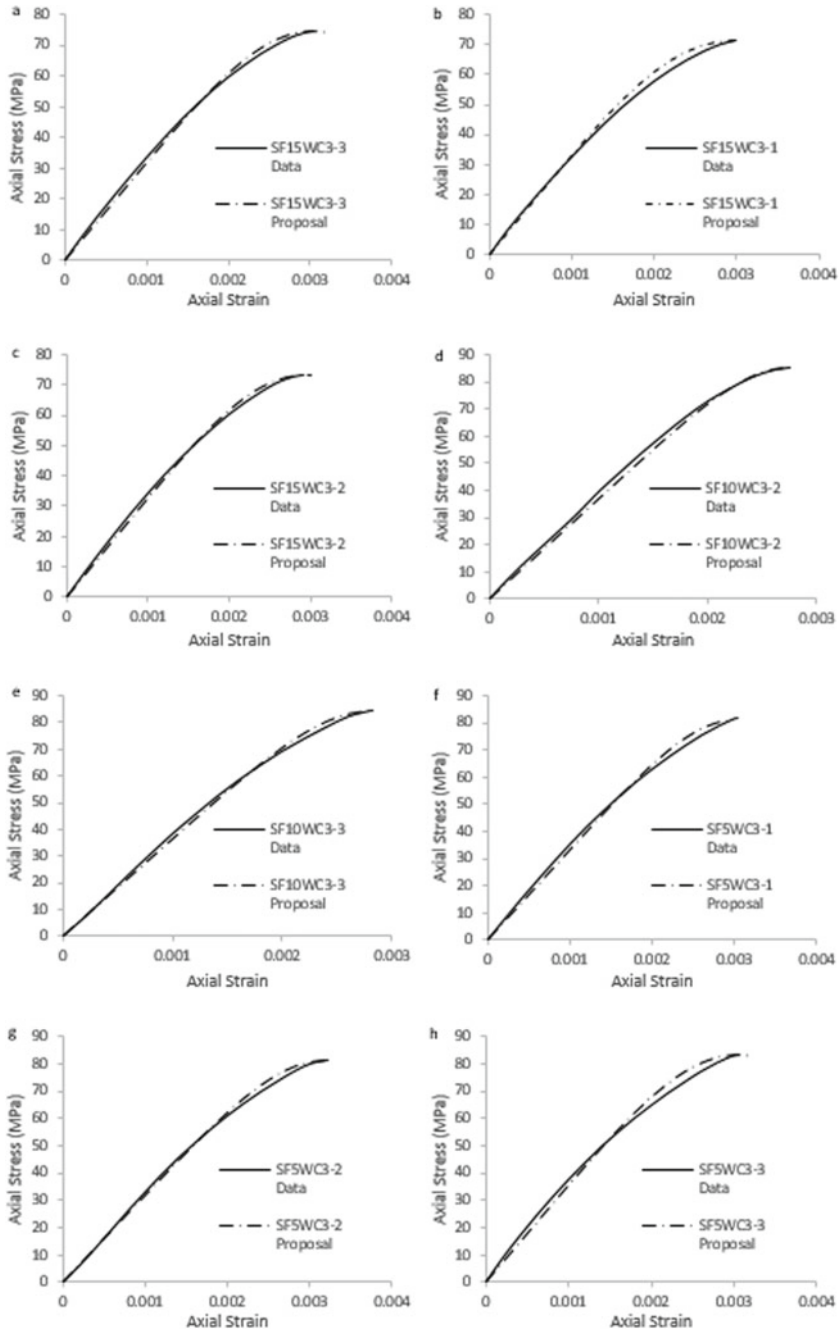 a
80
70
60
50
40
30
20
10
0
Axial Stress (MPa)
SF15WC3-3
Data
SF15WC3-3
Proposal
0 0.001 0.002 0.003 0.004
Axial Strain
b
80
70
60
50
40
30
20
10
0
Axial Stress (MPa)
SF15WC3-1
Data
SF15WC3-1
Proposal
0 0.001 0.002 0.003 0.004
Axial Strain
c
80
70
60
50
40
30
20
10
0
Axial Stress (MPa)
SF15WC3-2
Data
SF15WC3-2
Proposal
0 0.001 0.002 0.003 0.004
Axial Strain
d
90
80
70
60
50
40
30
20
10
0
Axial Stress (MPa)
SF10WC3-2
Data
SF10WC3-2
Proposal
0 0.001 0.002 0.003
Axial Strain
e
90
80
70
60
50
40
30
20
10
0
Axial Stress (MPa)
SF10WC3-3
Data
SF10WC3-3
Proposal
0 0.001 0.002 0.003
Axial Strain
f
90
80
70
60
50
40
30
20
10
0
Axial Stress (MPa)
SF5WC3-1
Data
SF5WC3-1
Proposal
0 0.001 0.002 0.003 0.004
Axial Strain
g
90
80
70
60
50
40
30
20
10
0
Axial Stress (MPa)
SF5WC3-2
Data
SF5WC3-2
Proposal
0 0.001 0.002 0.003 0.004
Axial Strain
h
90
80
70
60
50
40
30
20
10
0
Axial Stress (MPa)
SF5WC3-3
Data
SF5WC3-3
Proposal
0 0.001 0.002 0.003 0.004
Axial Strain